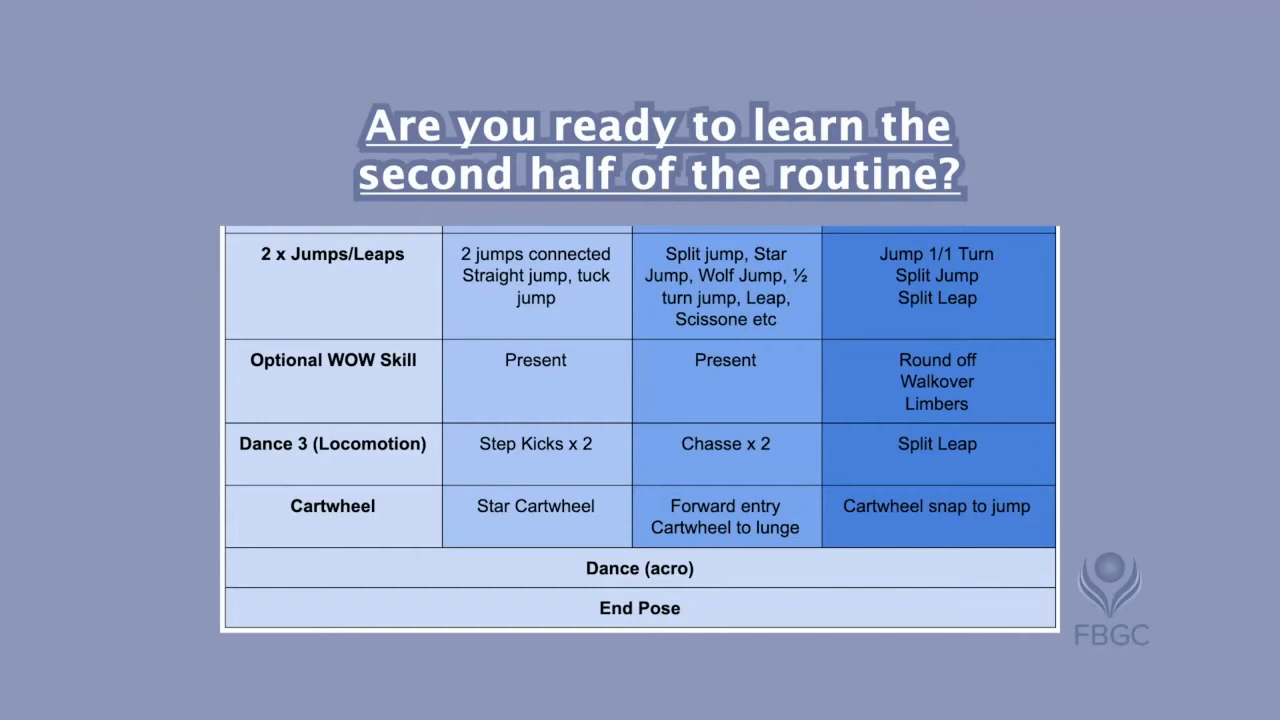 Are you ready to learn the
second half of the routine?
2 x Jumps/Leaps
2 jumps connected
Straight jump, tuck
jump
Split jump, Star
Jump, Wolf Jump, ½
turn jump, Leap,
Scissone etc
Jump 1/1 Turn
Split Jump
Split Leap
Optional WOW Skill
Present
Present
Round off
Walkover
Limbers
Dance 3 (Locomotion)
Step Kicks x 2
Chasse x 2
Split Leap
Cartwheel
Star Cartwheel
Forward entry
Cartwheel to lunge
Cartwheel snap to jump
Dance (acro)
End Pose
FBGC